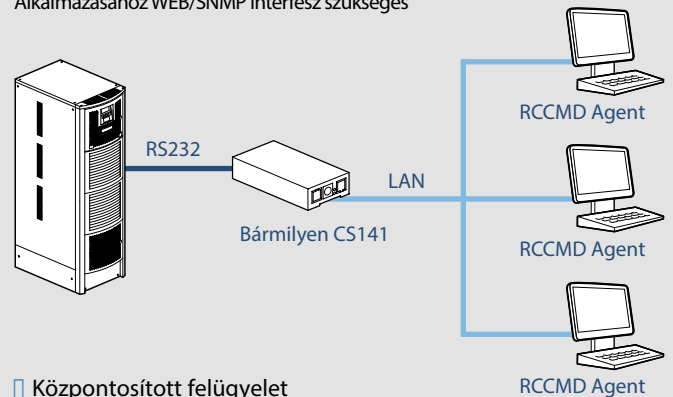 Alkalmazásához WEB/SNMP interfész szükséges
RS232
Bármilyen CS141
LAN
RCCMD Agent
RCCMD Agent
RCCMD Agent
Központosított felügyelet